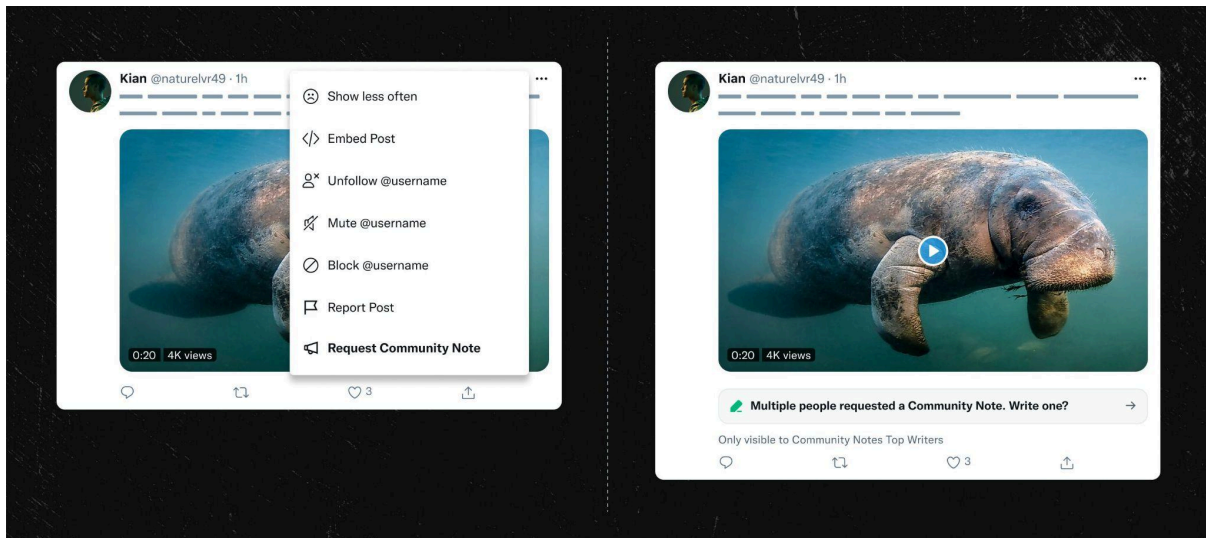 Kian @naturelvr49 · 1h
Show less often
Embed Post
Unfollow @username
Mute @username
Block @username
Report Post
Request Community Note
0:20 4K views
3
Kian @naturelvr49 · 1h
0:20 4K views
Multiple people requested a Community Note. Write one?
Only visible to Community Notes Top Writers
3